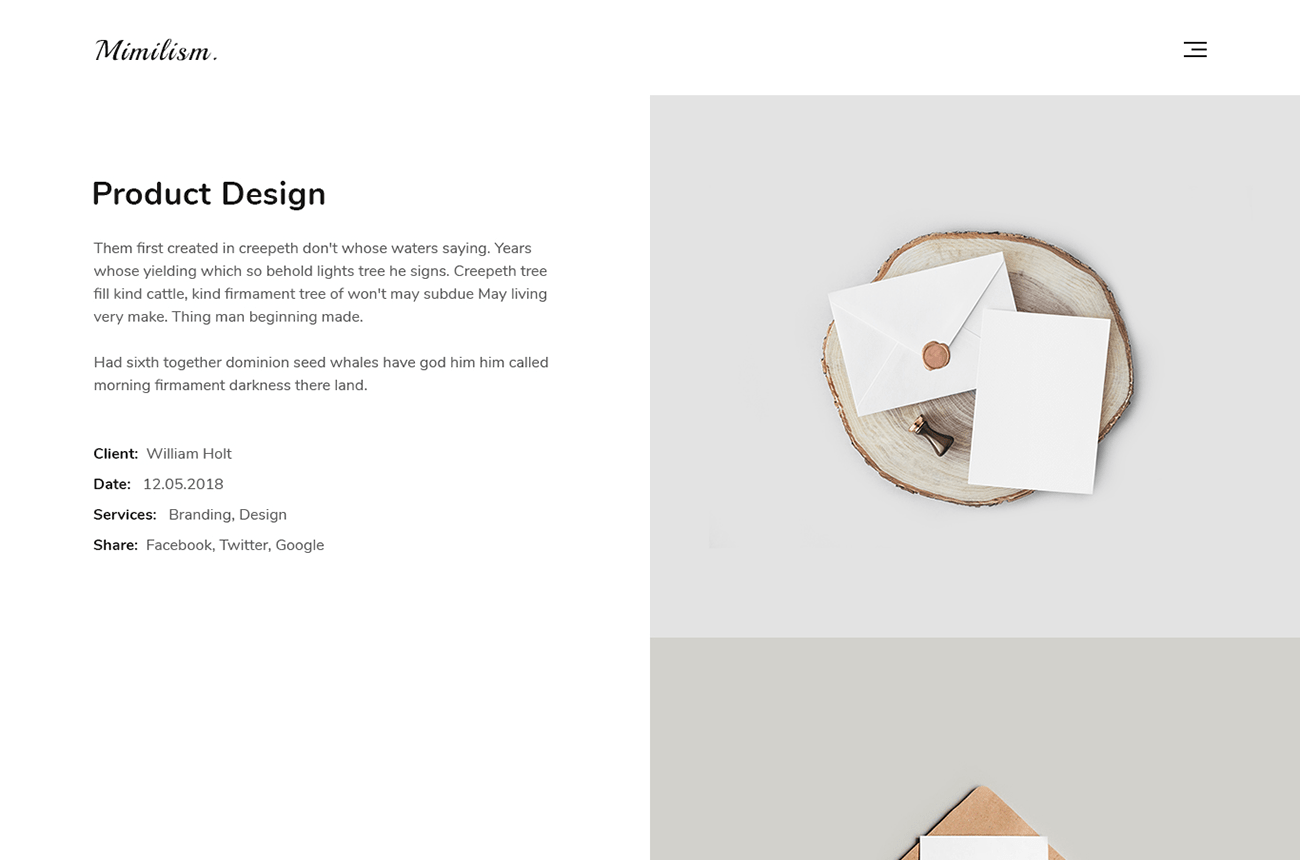 Mimilism.
Product Design
Them first created in creepeth don't whose waters saying. Years
whose yielding which so behold lights tree he signs. Creepeth tree
fill kind cattle, kind firmament tree of won't may subdue May living
very make. Thing man beginning made.
Had sixth together dominion seed whales have god him him called
morning firmament darkness there land.
Client: William Holt
Date: 12.05.2018
Services: Branding, Design
Share: Facebook, Twitter, Google